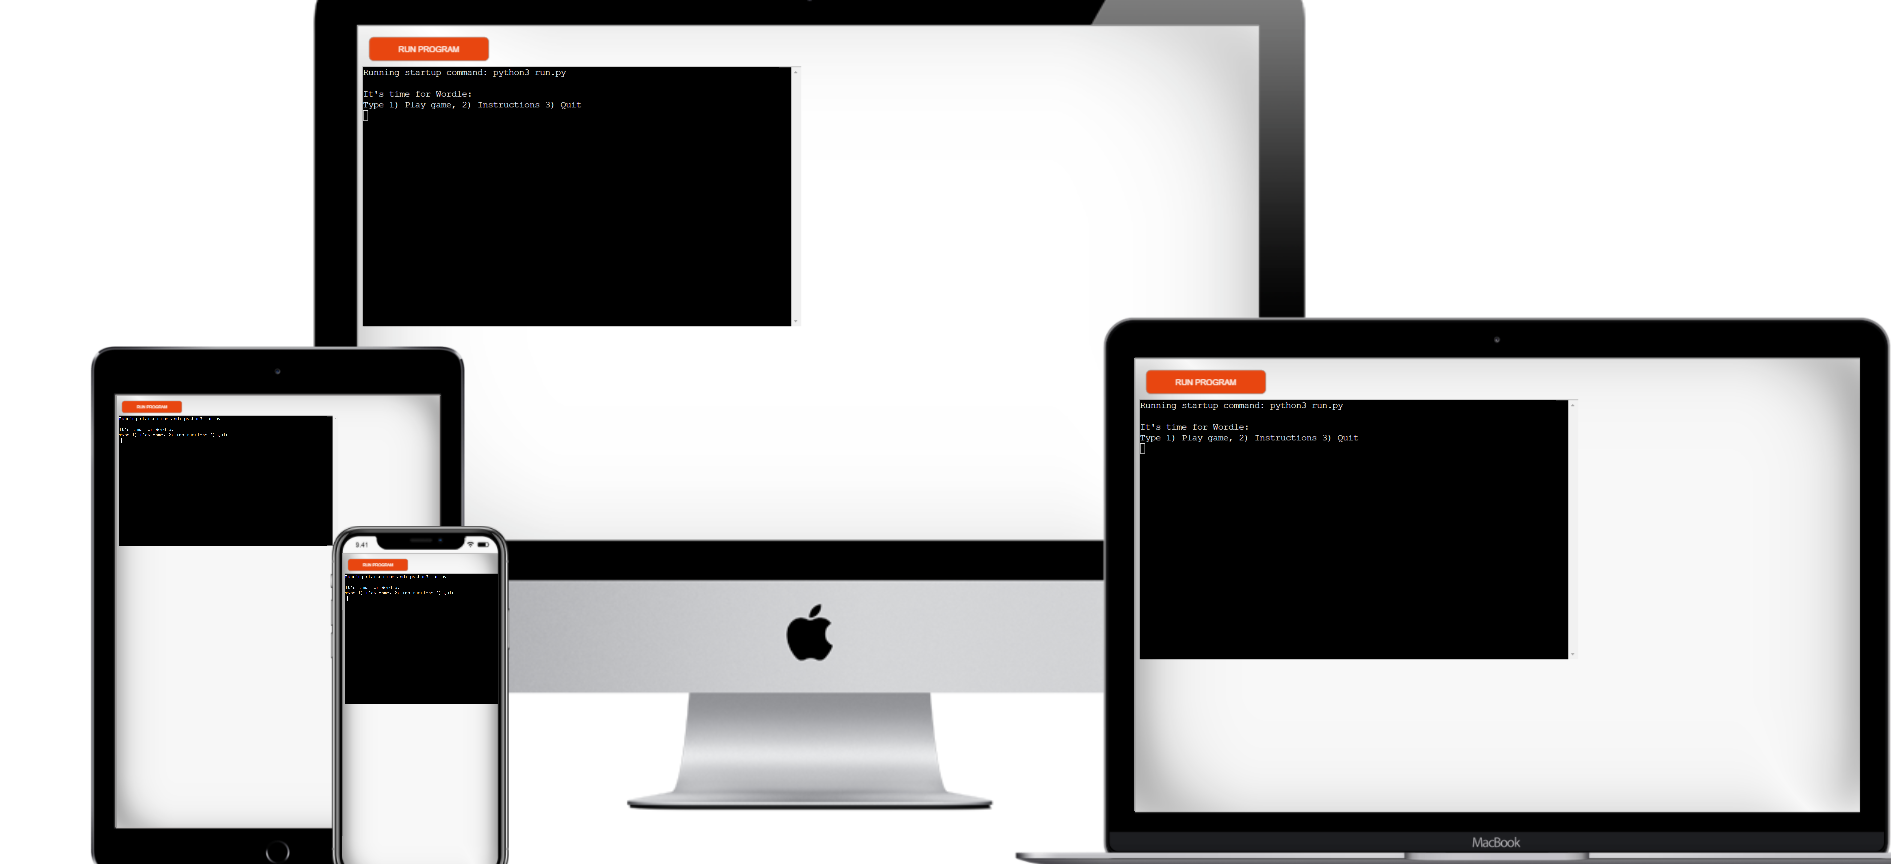 RUN PROGRAM
Running startup command: python3 run.py
It's time for Wordle:
Type 1) Play game, 2) Instructions 3) Quit
RUN PROGRAM
RUN PROGRAM
Running startup command: python3 run.py
It's time for Wordle:
Type 1) Play game, 2) Instructions 3) Quit
9:41
RUN PROGRAM
MacBook